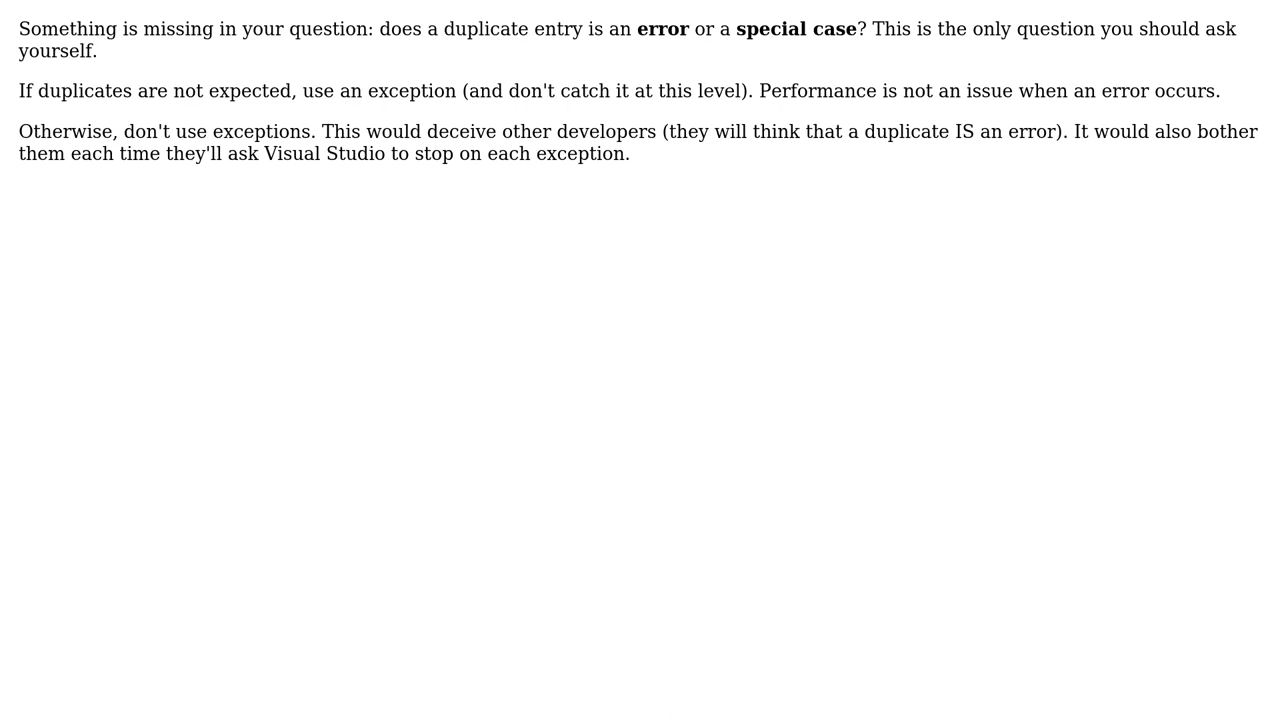 Something is missing in your question: does a duplicate entry is an error or a special case? This is the only question you should ask
yourself.
If duplicates are not expected, use an exception (and don't catch it at this level). Performance is not an issue when an error occurs.
Otherwise, don't use exceptions. This would deceive other developers (they will think that a duplicate IS an error). It would also bother
them each time they'll ask Visual Studio to stop on each exception.